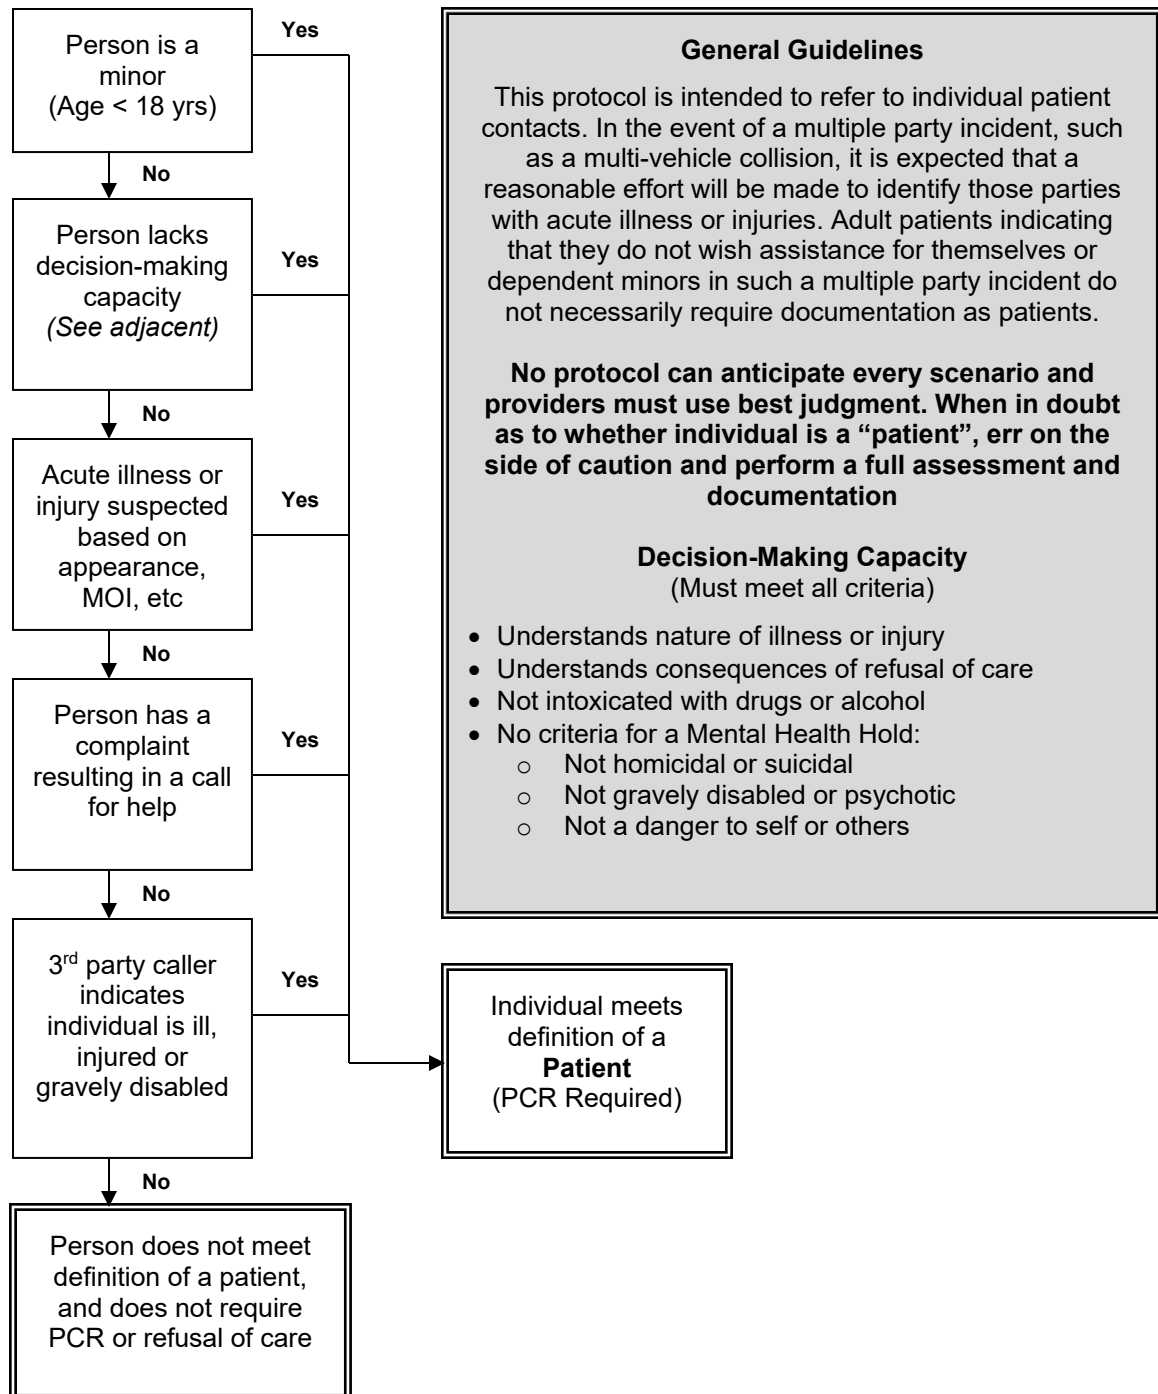 Person is a
minor
(Age < 18 yrs)
Yes
No
Person lacks
decision-making
capacity
(See adjacent)
Yes
No
Acute illness or
injury suspected
based on
appearance,
MOI, etc
Yes
No
Person has a
complaint
resulting in a call
for help
Yes
No
3rd party caller
indicates
individual is ill,
injured or
gravely disabled
Yes
No
Person does not meet
definition of a patient,
and does not require
PCR or refusal of care
General Guidelines
This protocol is intended to refer to individual patient
contacts. In the event of a multiple party incident, such
as a multi-vehicle collision, it is expected that a
reasonable effort will be made to identify those parties
with acute illness or injuries. Adult patients indicating
that they do not wish assistance for themselves or
dependent minors in such a multiple party incident do
not necessarily require documentation as patients.
No protocol can anticipate every scenario and
providers must use best judgment. When in doubt
as to whether individual is a “patient”, err on the
side of caution and perform a full assessment and
documentation
Decision-Making Capacity
(Must meet all criteria)
• Understands nature of illness or injury
• Understands consequences of refusal of care
• Not intoxicated with drugs or alcohol
• No criteria for a Mental Health Hold:
o Not homicidal or suicidal
o Not gravely disabled or psychotic
o Not a danger to self or others
Individual meets
definition of a
Patient
(PCR Required)